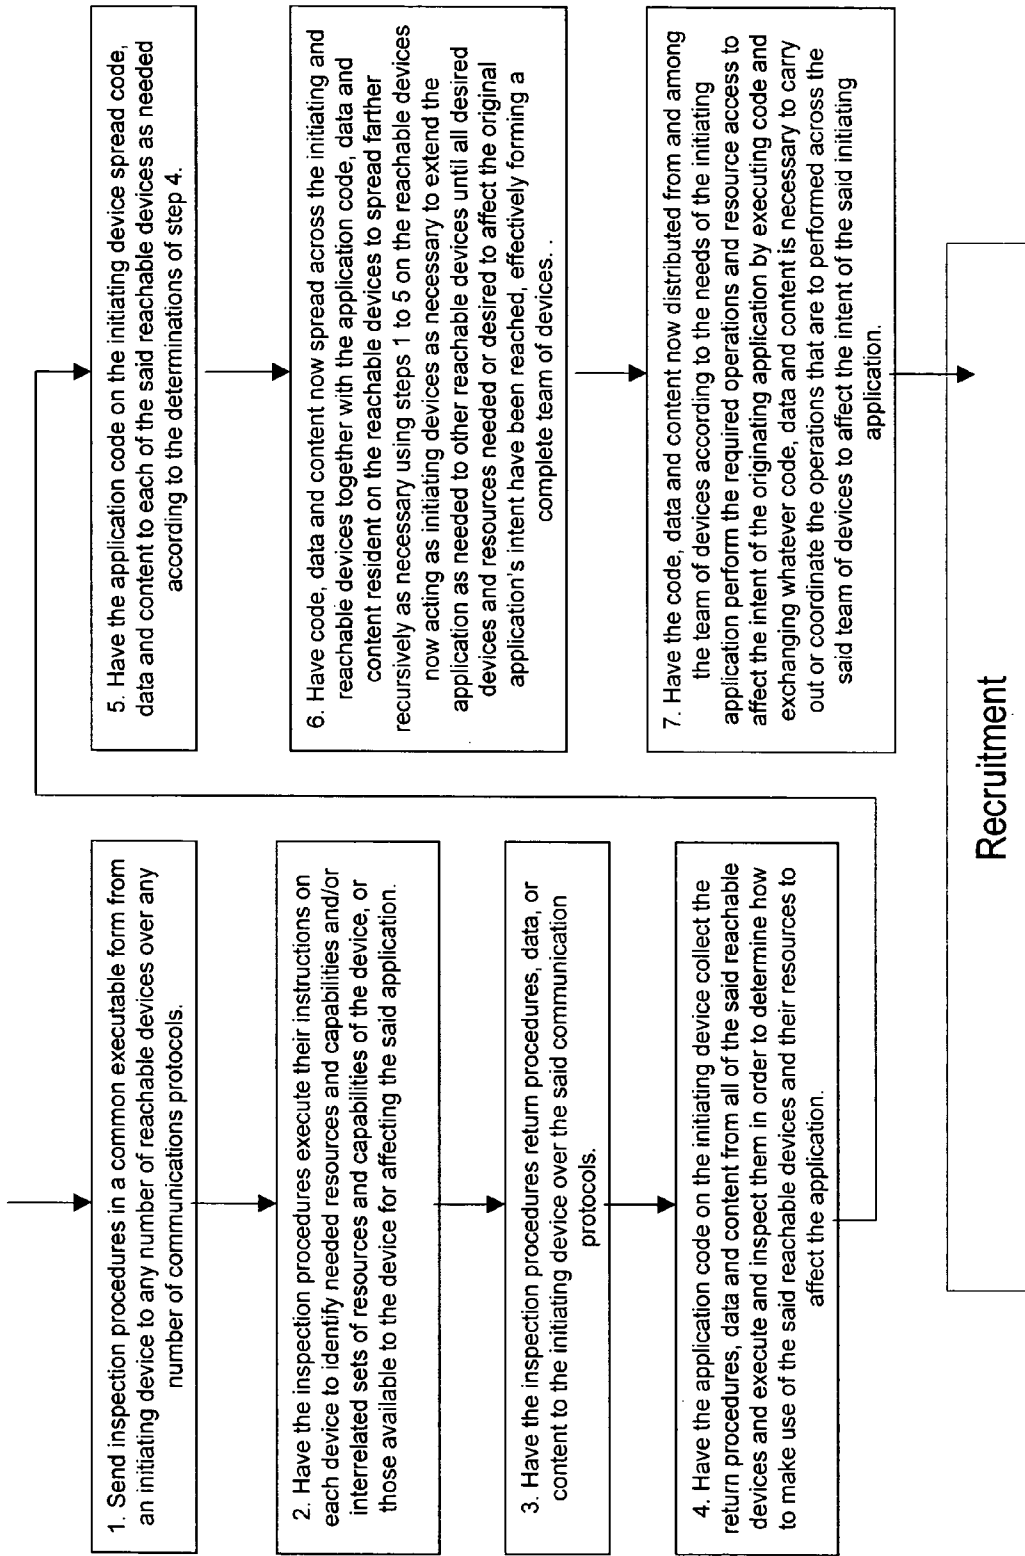 1. Send inspection procedures in a common executable form from
an initiating device to any number of reachable devices over any
number of communications protocols.
2. Have the inspection procedures execute their instructions on
each device to identify needed resources and capabilities and/or
interrelated sets of resources and capabilities of the device, or
those available to the device for affecting the said application.
3. Have the inspection procedures return procedures, data, or
content to the initiating device over the said communication
protocols.
4. Have the application code on the initiating device collect the
return procedures, data and content from all of the said reachable
devices and execute and inspect them in order to determine how
to make use of the said reachable devices and their resources to
affect the application.
5. Have the application code on the initiating device spread code,
data and content to each of the said reachable devices as needed
according to the determinations of step 4.
6. Have code, data and content now spread across the initiating and
reachable devices together with the application code, data and
content resident on the reachable devices to spread farther
recursively as necessary using steps 1 to 5 on the reachable devices
now acting as initiating devices as necessary to extend the
application as needed to other reachable devices until all desired
devices and resources needed or desired to affect the original
application's intent have been reached, effectively forming a
complete team of devices. .
7. Have the code, data and content now distributed from and among
the team of devices according to the needs of the initiating
application perform the required operations and resource access to
affect the intent of the originating application by executing code and
exchanging whatever code, data and content is necessary to carry
out or coordinate the operations that are to performed across the
said team of devices to affect the intent of the said initiating
application.
Recruitment